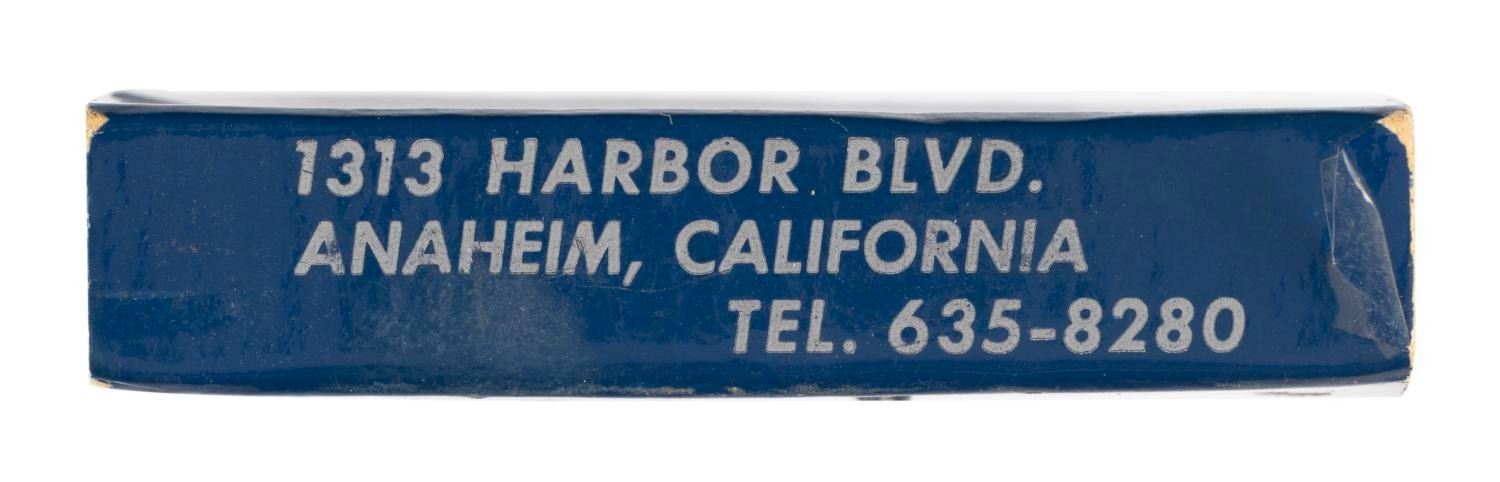 1313 HARBOR BLVD.
ANAHEIM, CALIFORNIA
TEL. 635-8280